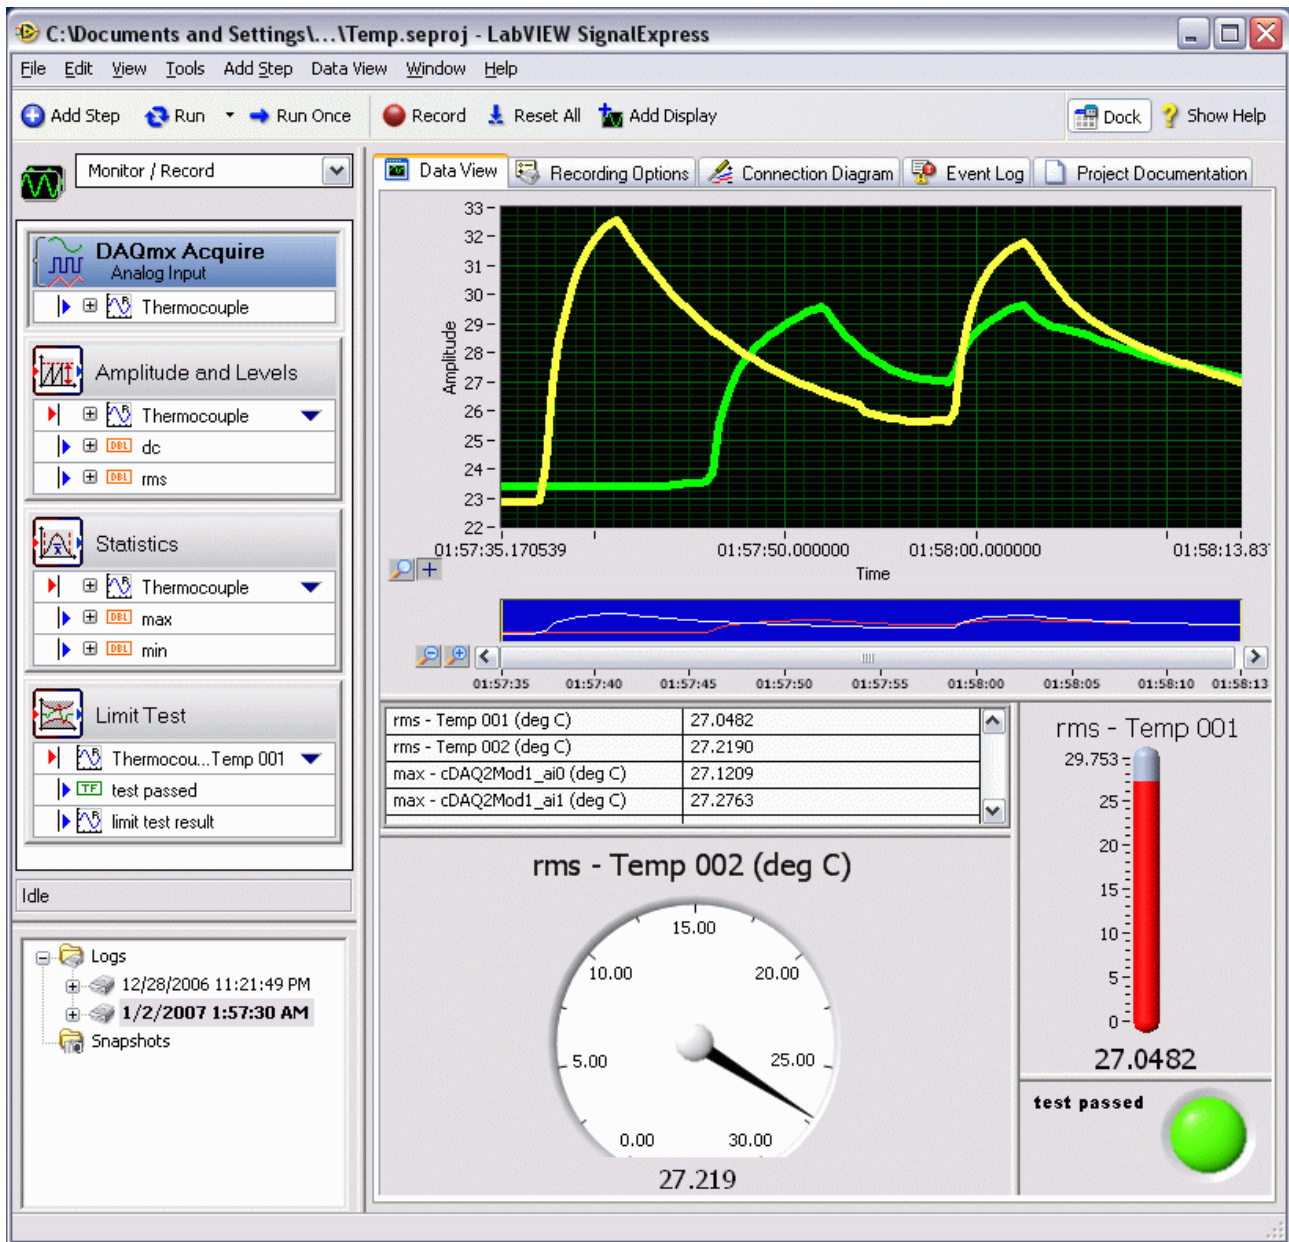 C:\Documents and Settings\...\Temp.seproj - LabVIEW SignalExpress
File Edit View Tools Add Step Data View Window Help
Add Step Run Run Once Record Reset All Add Display Dock Show Help
Monitor / Record
DAQmx Acquire
Analog Input
Thermocouple
Amplitude and Levels
Thermocouple
DBL dc
DBL rms
Statistics
Thermocouple
DBL max
DBL min
Limit Test
Thermocou...Temp 001
TF test passed
limit test result
Idle
Logs
12/28/2006 11:21:49 PM
1/2/2007 1:57:30 AM
Snapshots
Data View Recording Options Connection Diagram Event Log Project Documentation
33
32
31
30
29
28
27
26
25
24
23
22
Amplitude
01:57:35.170539 01:57:50.000000 01:58:00.000000 01:58:13.83
Time
01:57:35 01:57:40 01:57:45 01:57:50 01:57:55 01:58:00 01:58:05 01:58:10 01:58:13
rms - Temp 001 (deg C) 27.0482
rms - Temp 002 (deg C) 27.2190
max - cDAQ2Mod1_ai0 (deg C) 27.1209
max - cDAQ2Mod1_ai1 (deg C) 27.2763
rms - Temp 002 (deg C)
15.00
10.00 20.00
5.00 25.00
0.00 30.00
27.219
rms - Temp 001
29.753
25
20
15
10
5
0
27.0482
test passed